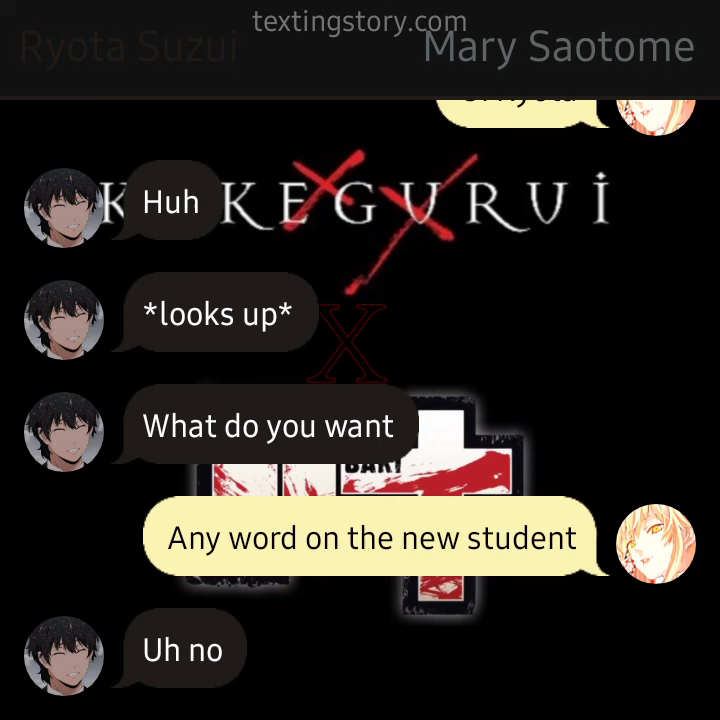 textingstory.com
Ryota Suzui
Mary Saotome
KAKEGURUI
Huh
*looks up*
X
What do you want
Any word on the new student
Uh no